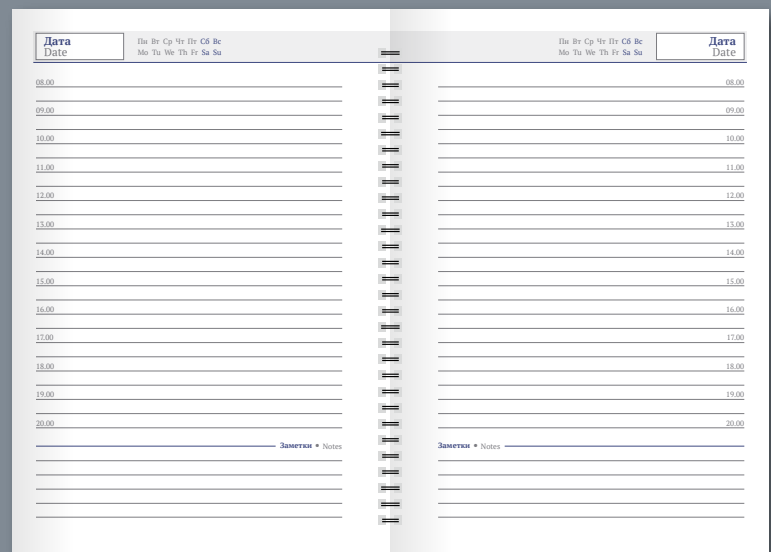 Дата
Date
Пн Вт Ср Чт Пт Сб Вс
Mo Tu We Th Fr Sa Su
08.00
09.00
10.00
11.00
12.00
13.00
14.00
15.00
16.00
17.00
18.00
19.00
20.00
Заметки • Notes
Пн Вт Ср Чт Пт Сб Вс
Mo Tu We Th Fr Sa Su
Дата
Date
08.00
09.00
10.00
11.00
12.00
13.00
14.00
15.00
16.00
17.00
18.00
19.00
20.00
Заметки • Notes